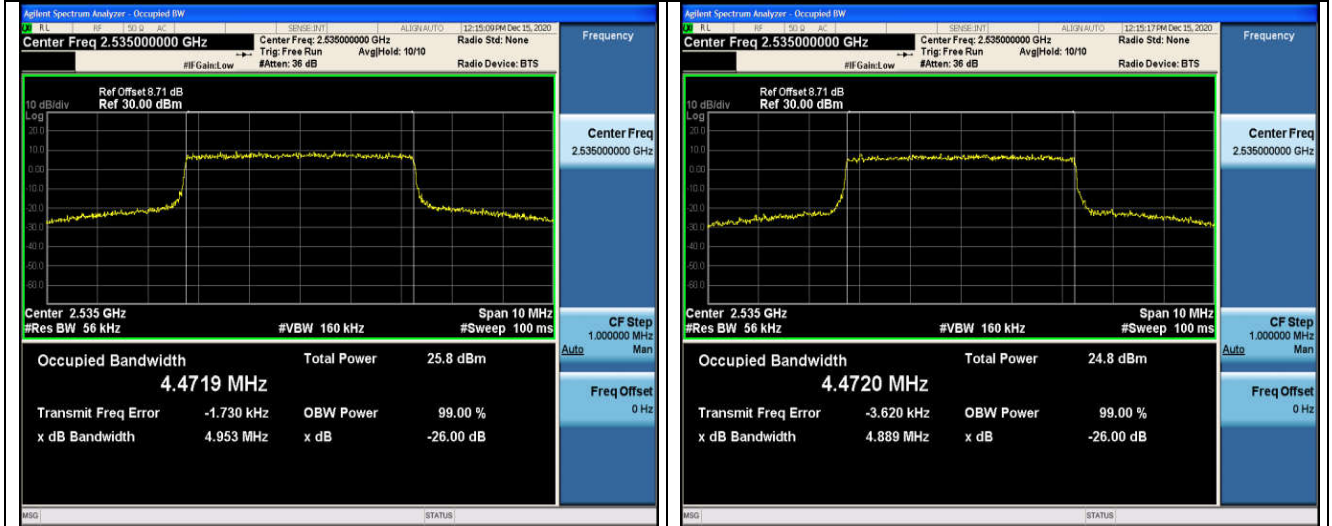 Agilent Spectrum Analyzer - Occupied BW
RL RF 50 Ω AC SENSE:INT ALIGN AUTO 12:15:09 PM Dec 15, 2020
Center Freq 2.535000000 GHz
Center Freq: 2.535000000 GHz
Radio Std: None
Trig: Free Run Avg|Hold: 10/10
#IFGain:Low #Atten: 36 dB Radio Device: BTS
Ref Offset 8.71 dB
10 dB/div Ref 30.00 dBm
Log
20.0
10.0
0.00
-10.0
-20.0
-30.0
-40.0
-50.0
-60.0
Center 2.535 GHz Span 10 MHz
#Res BW 56 kHz #VBW 160 kHz #Sweep 100 ms
Occupied Bandwidth Total Power 25.8 dBm
4.4719 MHz
Transmit Freq Error -1.730 kHz OBW Power 99.00 %
x dB Bandwidth 4.953 MHz x dB -26.00 dB
MSG STATUS
Frequency
Center Freq
2.535000000 GHz
CF Step
1.000000 MHz
Auto Man
Freq Offset
0 Hz
Agilent Spectrum Analyzer - Occupied BW
RL RF 50 Ω AC SENSE:INT ALIGN AUTO 12:15:17 PM Dec 15, 2020
Center Freq 2.535000000 GHz
Center Freq: 2.535000000 GHz
Radio Std: None
Trig: Free Run Avg|Hold: 10/10
#IFGain:Low #Atten: 36 dB Radio Device: BTS
Ref Offset 8.71 dB
10 dB/div Ref 30.00 dBm
Log
20.0
10.0
0.00
-10.0
-20.0
-30.0
-40.0
-50.0
-60.0
Center 2.535 GHz Span 10 MHz
#Res BW 56 kHz #VBW 160 kHz #Sweep 100 ms
Occupied Bandwidth Total Power 24.8 dBm
4.4720 MHz
Transmit Freq Error -3.620 kHz OBW Power 99.00 %
x dB Bandwidth 4.889 MHz x dB -26.00 dB
MSG STATUS
Frequency
Center Freq
2.535000000 GHz
CF Step
1.000000 MHz
Auto Man
Freq Offset
0 Hz